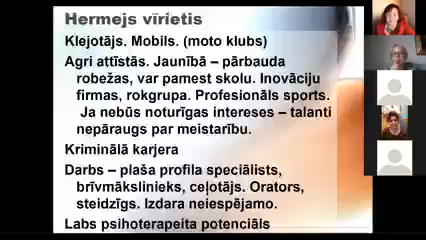 Hermejs vīrietis
Klejotājs. Mobils. (moto klubs)
Agri attīstās. Jaunībā – pārbauda
robežas, var pamest skolu. Inovāciju
firmas, rokgrupa. Profesionāls sports.
Ja nebūs noturīgas intereses – talanti
nepāraugs par meistarību.
Kriminālā karjera
Darbs – plaša profila speciālists,
brīvmākslinieks, ceļotājs. Orators,
steidzīgs. Izdara neiespējamo.
Labs psihoterapeita potenciāls